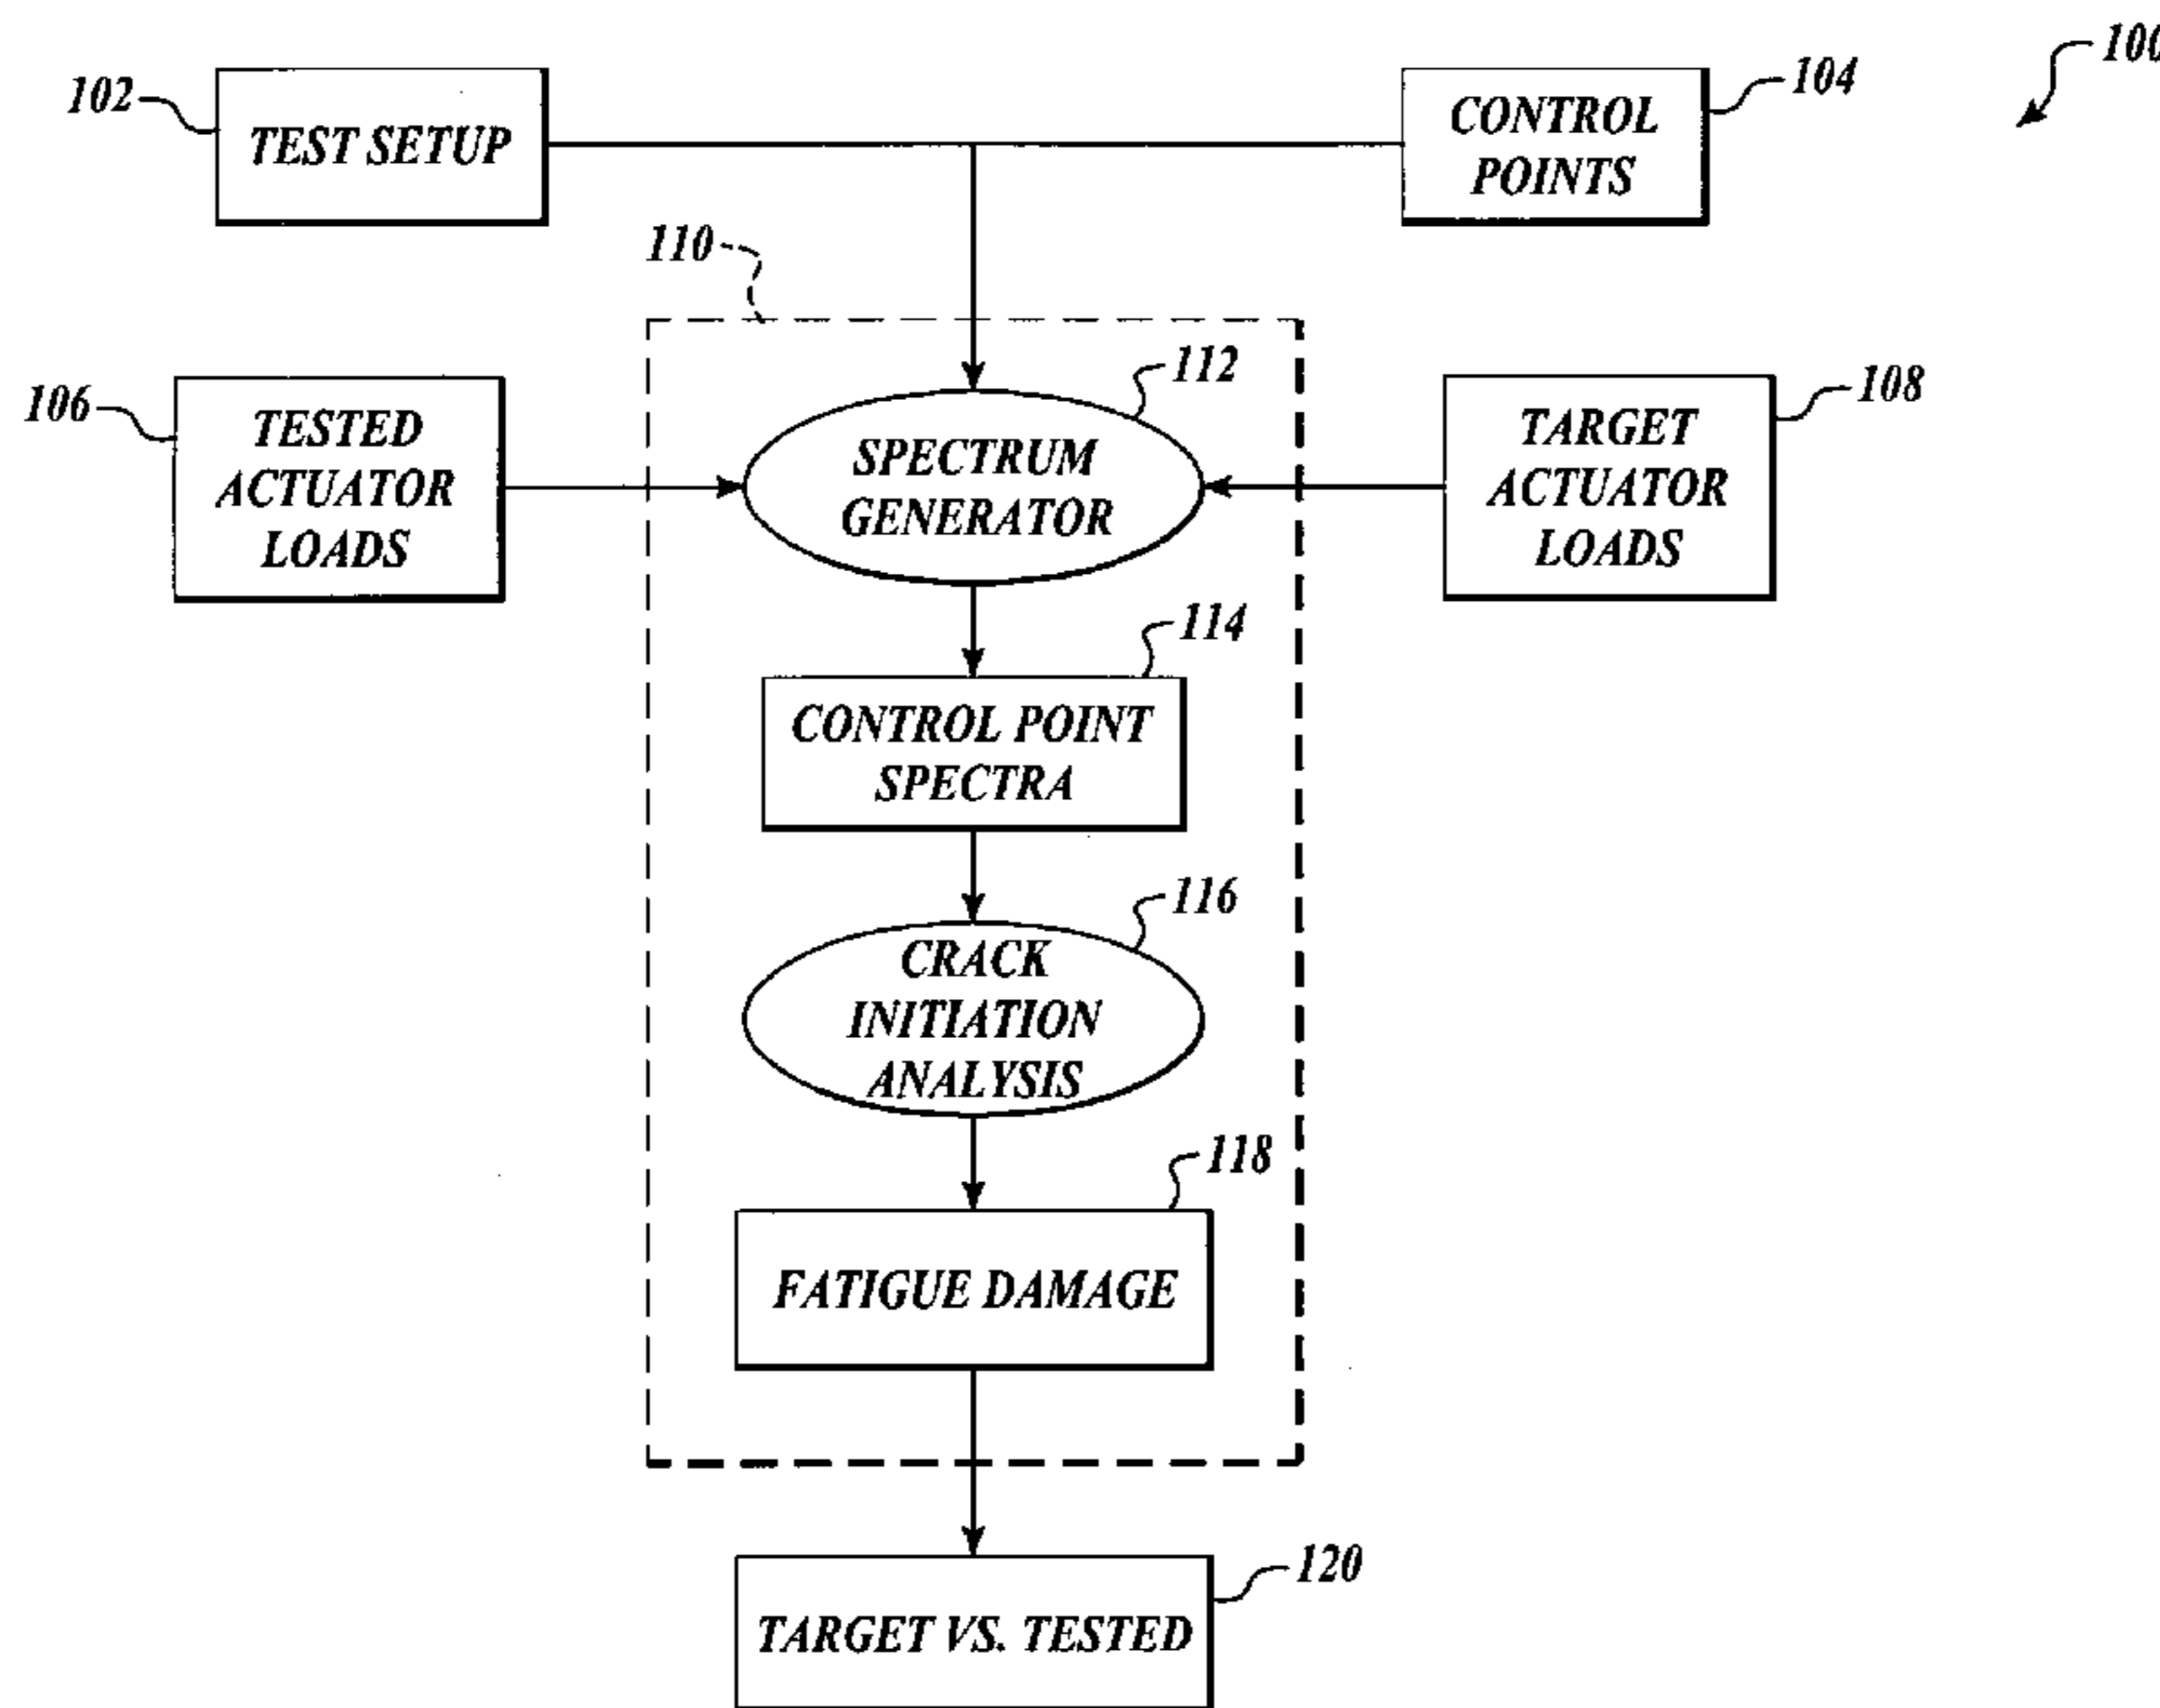 100
102
TEST SETUP
CONTROL
POINTS
104
110
106
TESTED
ACTUATOR
LOADS
112
SPECTRUM
GENERATOR
TARGET
ACTUATOR
LOADS
108
114
CONTROL POINT
SPECTRA
116
CRACK
INITIATION
ANALYSIS
118
FATIGUE DAMAGE
120
TARGET VS. TESTED